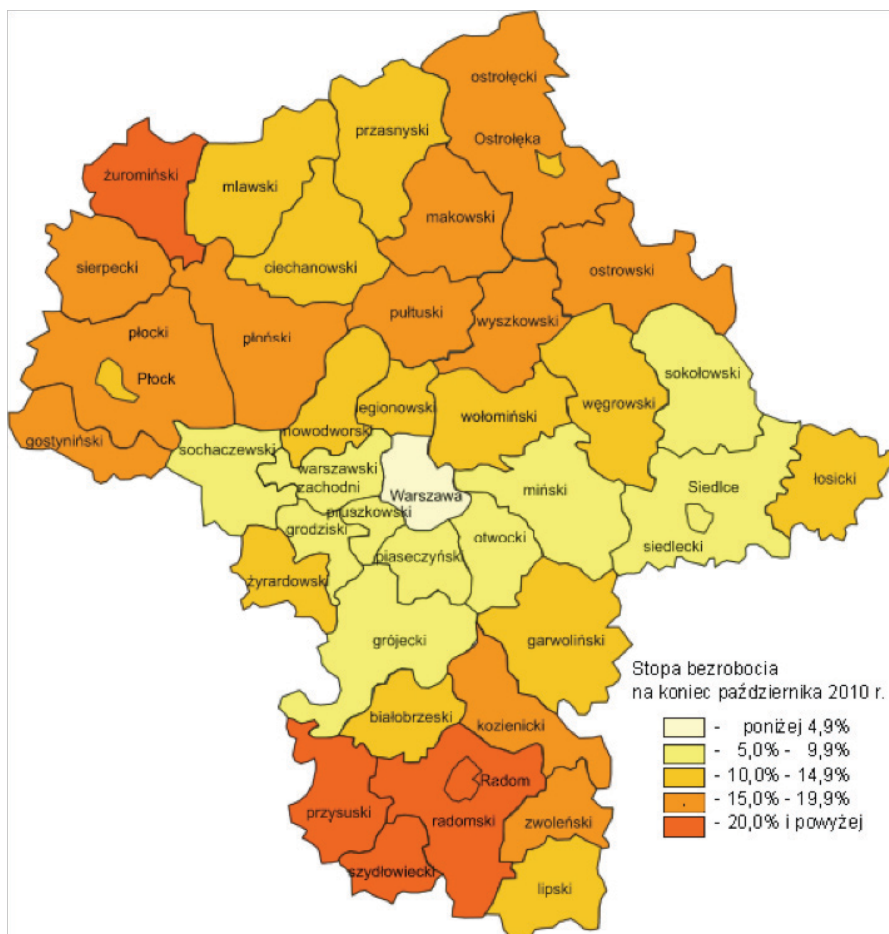 ostrołęcki
Ostrołęka
przasnyski
żuromiński
mlawski
makowski
sierpecki
ciechanowski
ostrowski
płocki
płoński
pułtuski
wyszkowski
Płock
sokołowski
legionowski
wołomiński
węgrowski
gostyniński
nowodworski
sochaczewski
warszawski
zachodni
łosicki
Warszawa
miński
Siedlce
pruszkowski
grodziski
otwocki
siedlecki
piaseczyński
żyrardowski
grójecki
garwoliński
Stopa bezrobocia
na koniec października 2010 r.
białobrzeski
kozienicki
- poniżej 4,9%
- 5,0% - 9,9%
- 10,0% - 14,9%
- 15,0% - 19,9%
- 20,0% i powyżej
Radom
przysuski
radomski
zwoleński
szydłowiecki
lipski